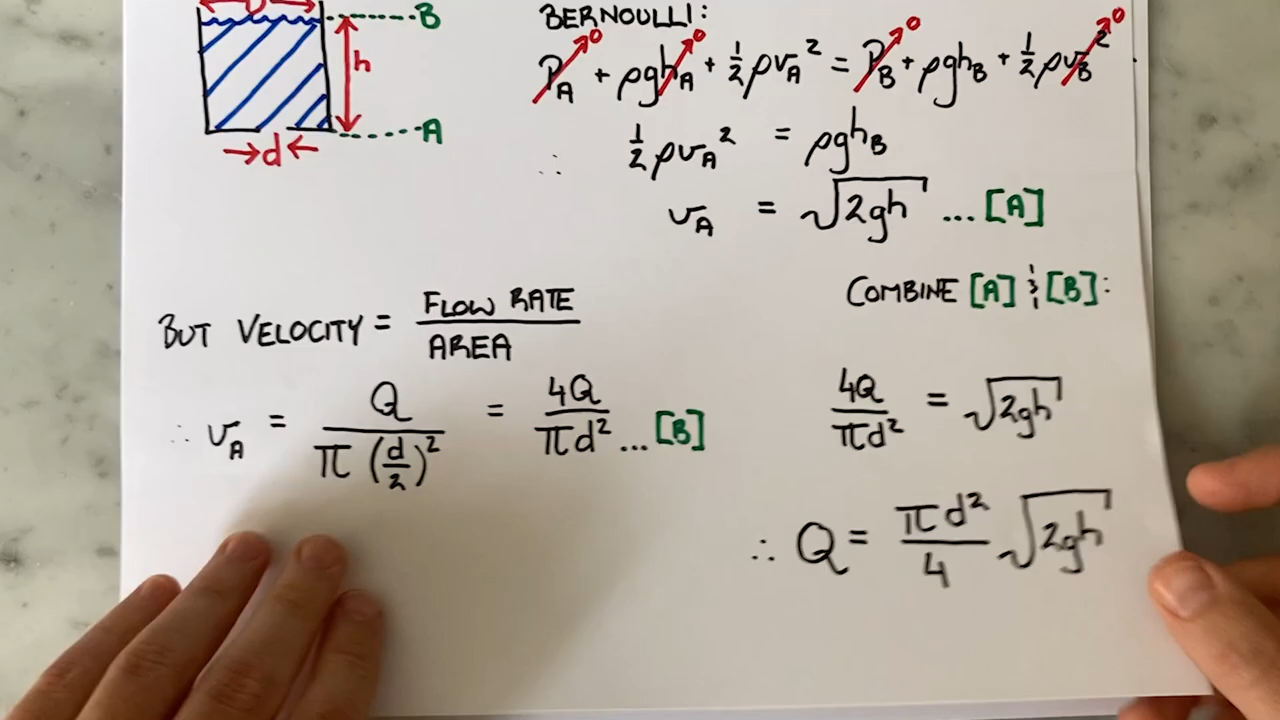 D
B
h
A
d
BERNOULLI:
P_A→0 + ρgh_A→0 + ½ρv_A² = P_B→0 + ρgh_B + ½ρv_B²→0
∴ ½ρv_A² = ρgh_B
v_A = √2gh ... [A]
BUT VELOCITY = FLOW RATE / AREA
∴ v_A = Q / π(d/2)² = 4Q / πd² ... [B]
COMBINE [A] & [B]:
4Q / πd² = √2gh
∴ Q = πd² / 4 √2gh